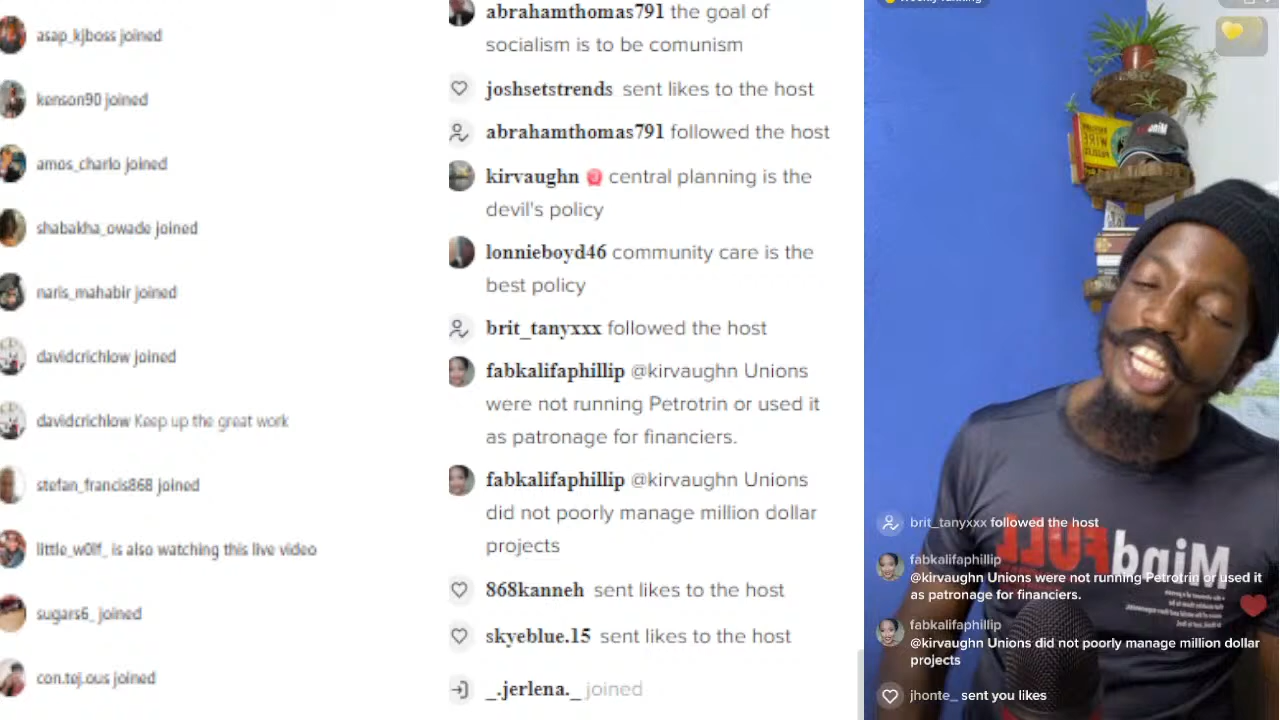 asap_kjboss joined
kenson90 joined
amos_charlo joined
shabakha_owade joined
naris_mahabir joined
davidcrichlow joined
davidcrichlow Keep up the great work
stefan_francis868 joined
little_w0lf_ is also watching this live video
sugars6_ joined
con.tej.ous joined
abrahamthomas791 the goal of
socialism is to be comunism
joshsetstrends sent likes to the host
abrahamthomas791 followed the host
kirvaughn central planning is the
devil's policy
lonnieboyd46 community care is the
best policy
brit_tanyxxx followed the host
fabkalifaphillip @kirvaughn Unions
were not running Petrotrin or used it
as patronage for financiers.
fabkalifaphillip @kirvaughn Unions
did not poorly manage million dollar
projects
868kanneh sent likes to the host
skyeblue.15 sent likes to the host
_.jerlena._ joined
MindFULL
brit_tanyxxx followed the host
fabkalifaphillip
@kirvaughn Unions were not running Petrotrin or used it
as patronage for financiers.
fabkalifaphillip
@kirvaughn Unions did not poorly manage million dollar
projects
jhonte_ sent you likes